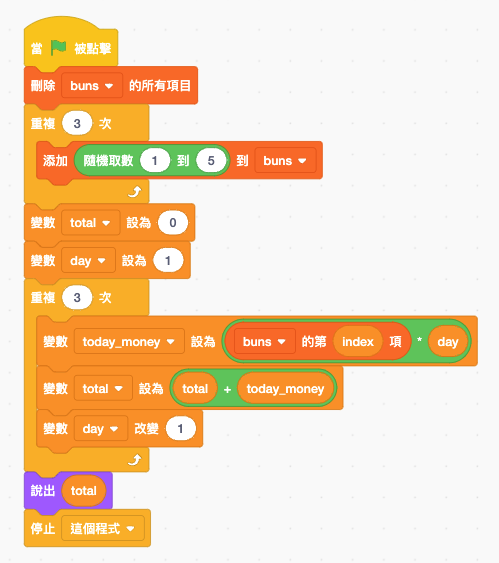 當 被點擊
刪除 buns 的所有項目
重複 3 次
添加 隨機取數 1 到 5 到 buns
變數 total 設為 0
變數 day 設為 1
重複 3 次
變數 today_money 設為 buns 的第 index 項 * day
變數 total 設為 total + today_money
變數 day 改變 1
說出 total
停止 這個程式